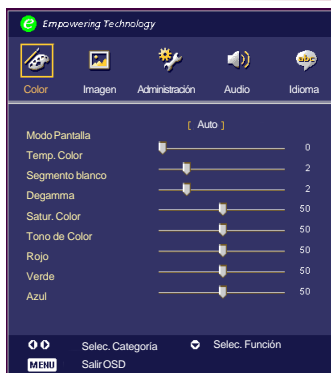 e Empowering Technology
Color Imagen Administración Audio Idioma
abc
Modo Pantalla [ Auto ]
Temp. Color 0
Segmento blanco 2
Degamma 2
Satur. Color 50
Tono de Color 50
Rojo 50
Verde 50
Azul 50
Selec. Categoría Selec. Función
MENU Salir OSD